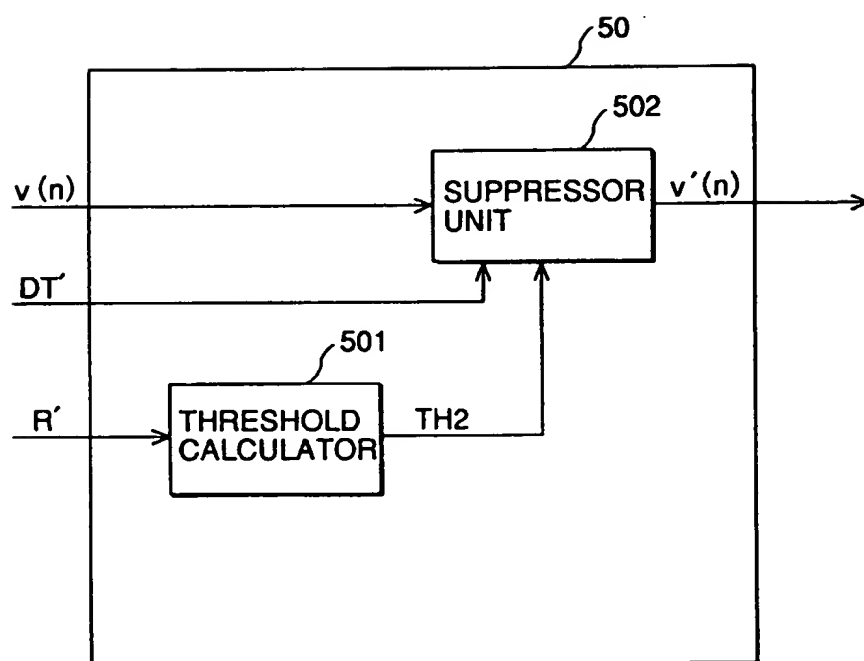 50
502
v(n)
SUPPRESSOR
UNIT
v′(n)
DT′
501
R′
THRESHOLD
CALCULATOR
TH2